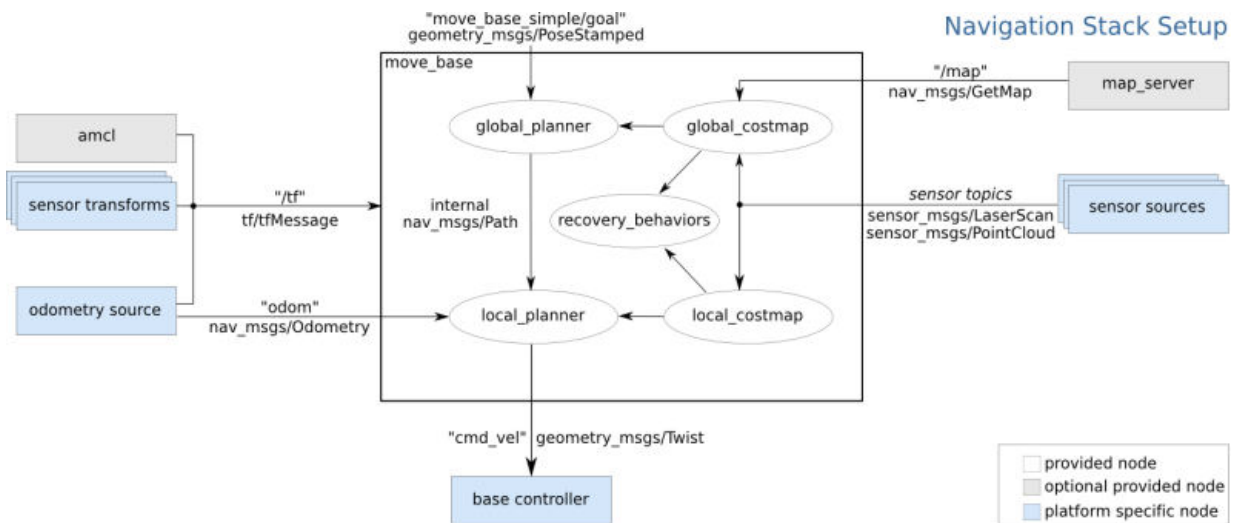 Navigation Stack Setup
"move_base_simple/goal"
geometry_msgs/PoseStamped
move_base
"/map"
nav_msgs/GetMap
map_server
global_planner
global_costmap
amcl
sensor transforms
"/tf"
tf/tfMessage
internal
nav_msgs/Path
recovery_behaviors
sensor topics
sensor_msgs/LaserScan
sensor_msgs/PointCloud
sensor sources
odometry source
"odom"
nav_msgs/Odometry
local_planner
local_costmap
"cmd_vel" geometry_msgs/Twist
base controller
provided node
optional provided node
platform specific node